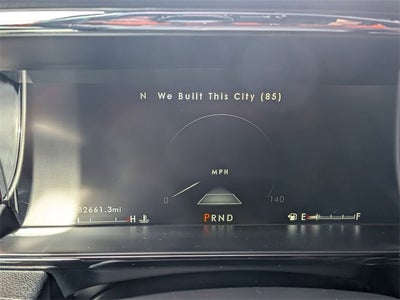 N We Built This City (85)
MPH
0 140
82661.3mi
H PRND E F